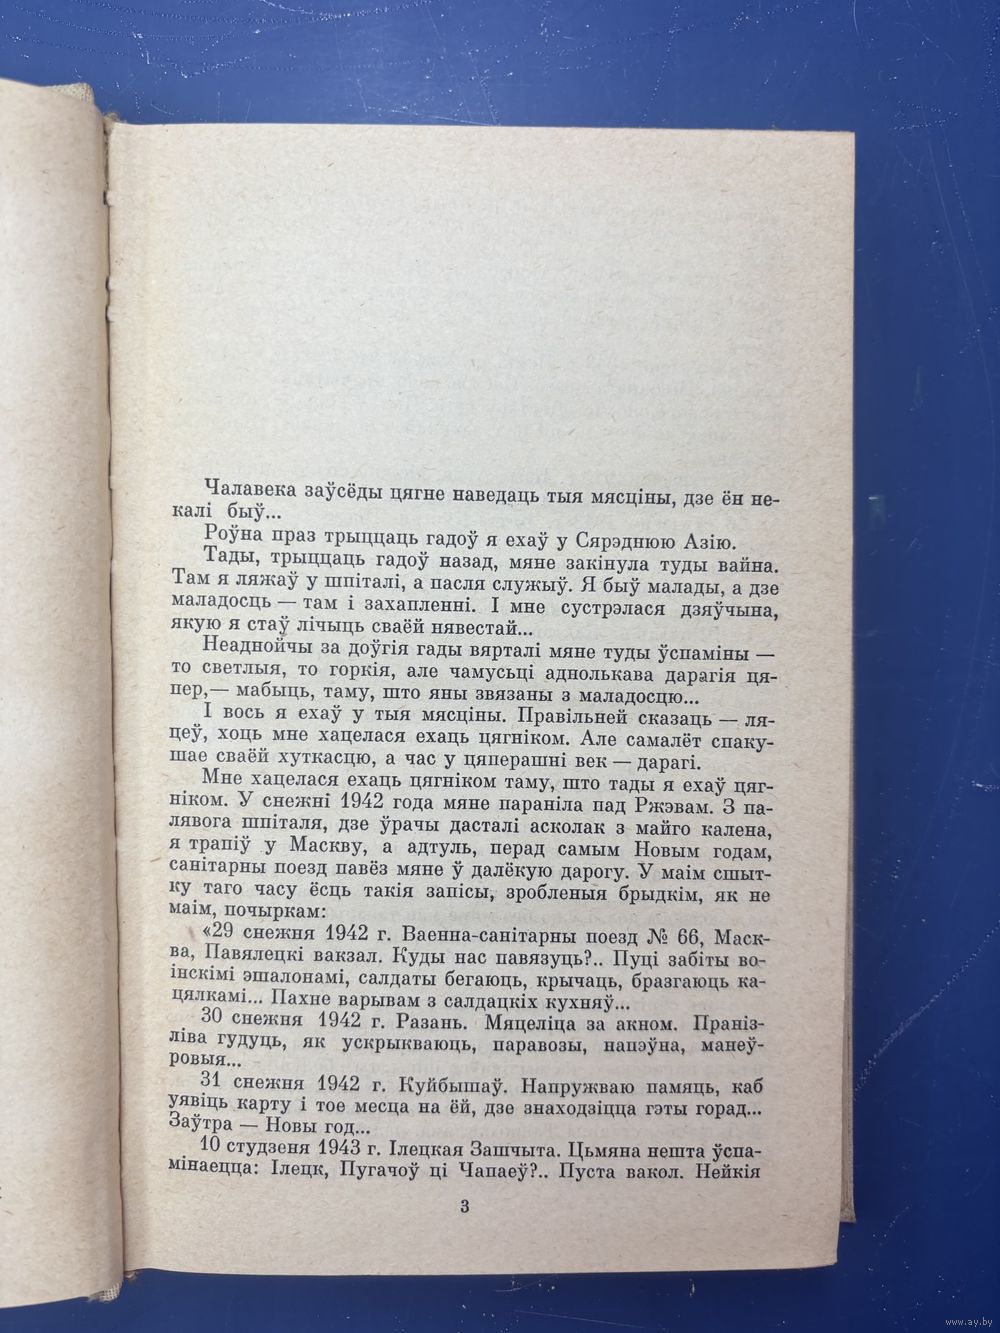 Чалавека заўсёды цягне наведаць тыя мясціны, дзе ён не-
калі быў...
Роўна праз трыццаць гадоў я ехаў у Сярэднюю Азію.
Тады, трыццаць гадоў назад, мяне закінула туды вайна.
Там я ляжаў у шпіталі, а пасля служыў. Я быў малады, а дзе
маладосць — там і захапленні. І мне сустрэлася дзяўчына,
якую я стаў лічыць сваёй нявестай...
Неаднойчы за доўгія гады вярталі мяне туды ўспаміны —
то светлыя, то горкія, але чамусьці аднолькава дарагія ця-
пер,— мабыць, таму, што яны звязаны з маладосцю...
І вось я ехаў у тыя мясціны. Правільней сказаць — ля-
цеў, хоць мне хацелася ехаць цягніком. Але самалёт спаку-
шае сваёй хуткасцю, а час у цяперашні век — дарагі.
Мне хацелася ехаць цягніком таму, што тады я ехаў цяг-
ніком. У снежні 1942 года мяне параніла пад Ржэвам. З па-
лявога шпіталя, дзе ўрачы дасталі асколак з майго калена,
я трапіў у Маскву, а адтуль, перад самым Новым годам,
санітарны поезд павёз мяне ў далёкую дарогу. У маім сшыт-
ку таго часу ёсць такія запісы, зробленыя брыдкім, як не
маім, почыркам:
«29 снежня 1942 г. Ваенна-санітарны поезд № 66, Маск-
ва, Павялецкі вакзал. Куды нас павязуць?.. Пуці забіты во-
інскімі эшалонамі, салдаты бегаюць, крычаць, бразгаюць ка-
цялкамі... Пахне варывам з салдацкіх кухняў...
30 снежня 1942 г. Разань. Мяцеліца за акном. Праніз-
ліва гудуць, як ускрыкваюць, паравозы, напэўна, манеў-
ровыя...
31 снежня 1942 г. Куйбышаў. Напружваю памяць, каб
уявіць карту і тое месца на ёй, дзе знаходзіцца гэты горад...
Заўтра — Новы год...
10 студзеня 1943 г. Ілецкая Зашчыта. Цьмяна нешта ўспа-
мінаецца: Ілецк, Пугачоў ці Чапаеў?.. Пуста вакол. Нейкія
3
www.ay.by